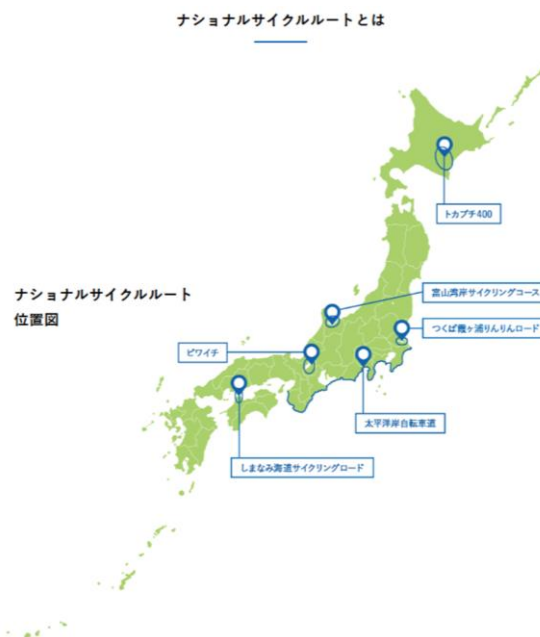 ナショナルサイクルルートとは
トカプチ400
ナショナルサイクルルート
位置図
富山湾岸サイクリングコース
つくば霞ヶ浦りんりんロード
ビワイチ
太平洋岸自転車道
しまなみ海道サイクリングロード